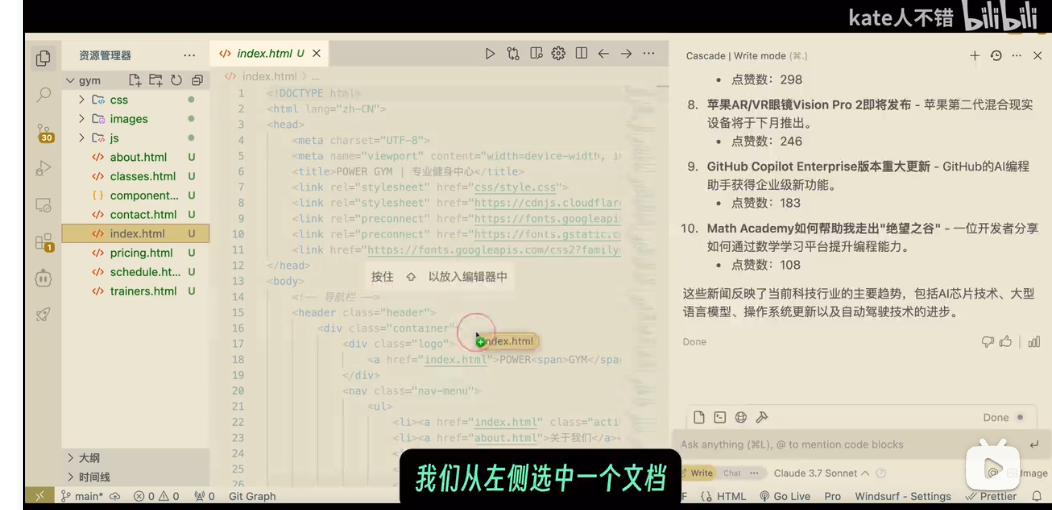 kate人不错 bilibili
资源管理器
gym
css
images
js
about.html U
classes.html U
component... U
contact.html U
index.html U
pricing.html U
schedule.ht... U
trainers.html U
大纲
时间线
30
1
index.html U
index.html > ...
1 <!DOCTYPE html>
2 <html lang="zh-CN">
3 <head>
4 <meta charset="UTF-8">
5 <meta name="viewport" content="width=device-width, i
6 <title>POWER GYM | 专业健身中心</title>
7 <link rel="stylesheet" href="css/style.css">
8 <link rel="stylesheet" href="https://cdnjs.cloudflar
9 <link rel="preconnect" href="https://fonts.googleapi
10 <link rel="preconnect" href="https://fonts.gstatic.c
11 <link href="https://fonts.googleapis.com/css2?family
12 </head>
13 <body>
14 <!-- 导航栏 -->
15 <header class="header">
16 <div class="container">
17 <div class="logo">
18 <a href="index.html">POWER<span>GYM</spa
19 </div>
20 <nav class="nav-menu">
21 <ul>
22 <li><a href="index.html" class="acti
23 <li><a href="about.html">关于我们</a>
24
25
按住 ⇧ 以放入编辑器中
index.html
Cascade | Write mode (⌘.)
• 点赞数：298
8. 苹果AR/VR眼镜Vision Pro 2即将发布 - 苹果第二代混合现实
设备将于下月推出。
• 点赞数：246
9. GitHub Copilot Enterprise版本重大更新 - GitHub的AI编程
助手获得企业级新功能。
• 点赞数：183
10. Math Academy如何帮助我走出"绝望之谷" - 一位开发者分享
如何通过数学学习平台提升编程能力。
• 点赞数：108
这些新闻反映了当前科技行业的主要趋势，包括AI芯片技术、大型
语言模型、操作系统更新以及自动驾驶技术的进步。
Done
Done
Ask anything (⌘L), @ to mention code blocks
Write Chat ... Claude 3.7 Sonnet Image
我们从左侧选中一个文档
main* 0 0 0 Git Graph
HTML Go Live Pro Windsurf - Settings Prettier